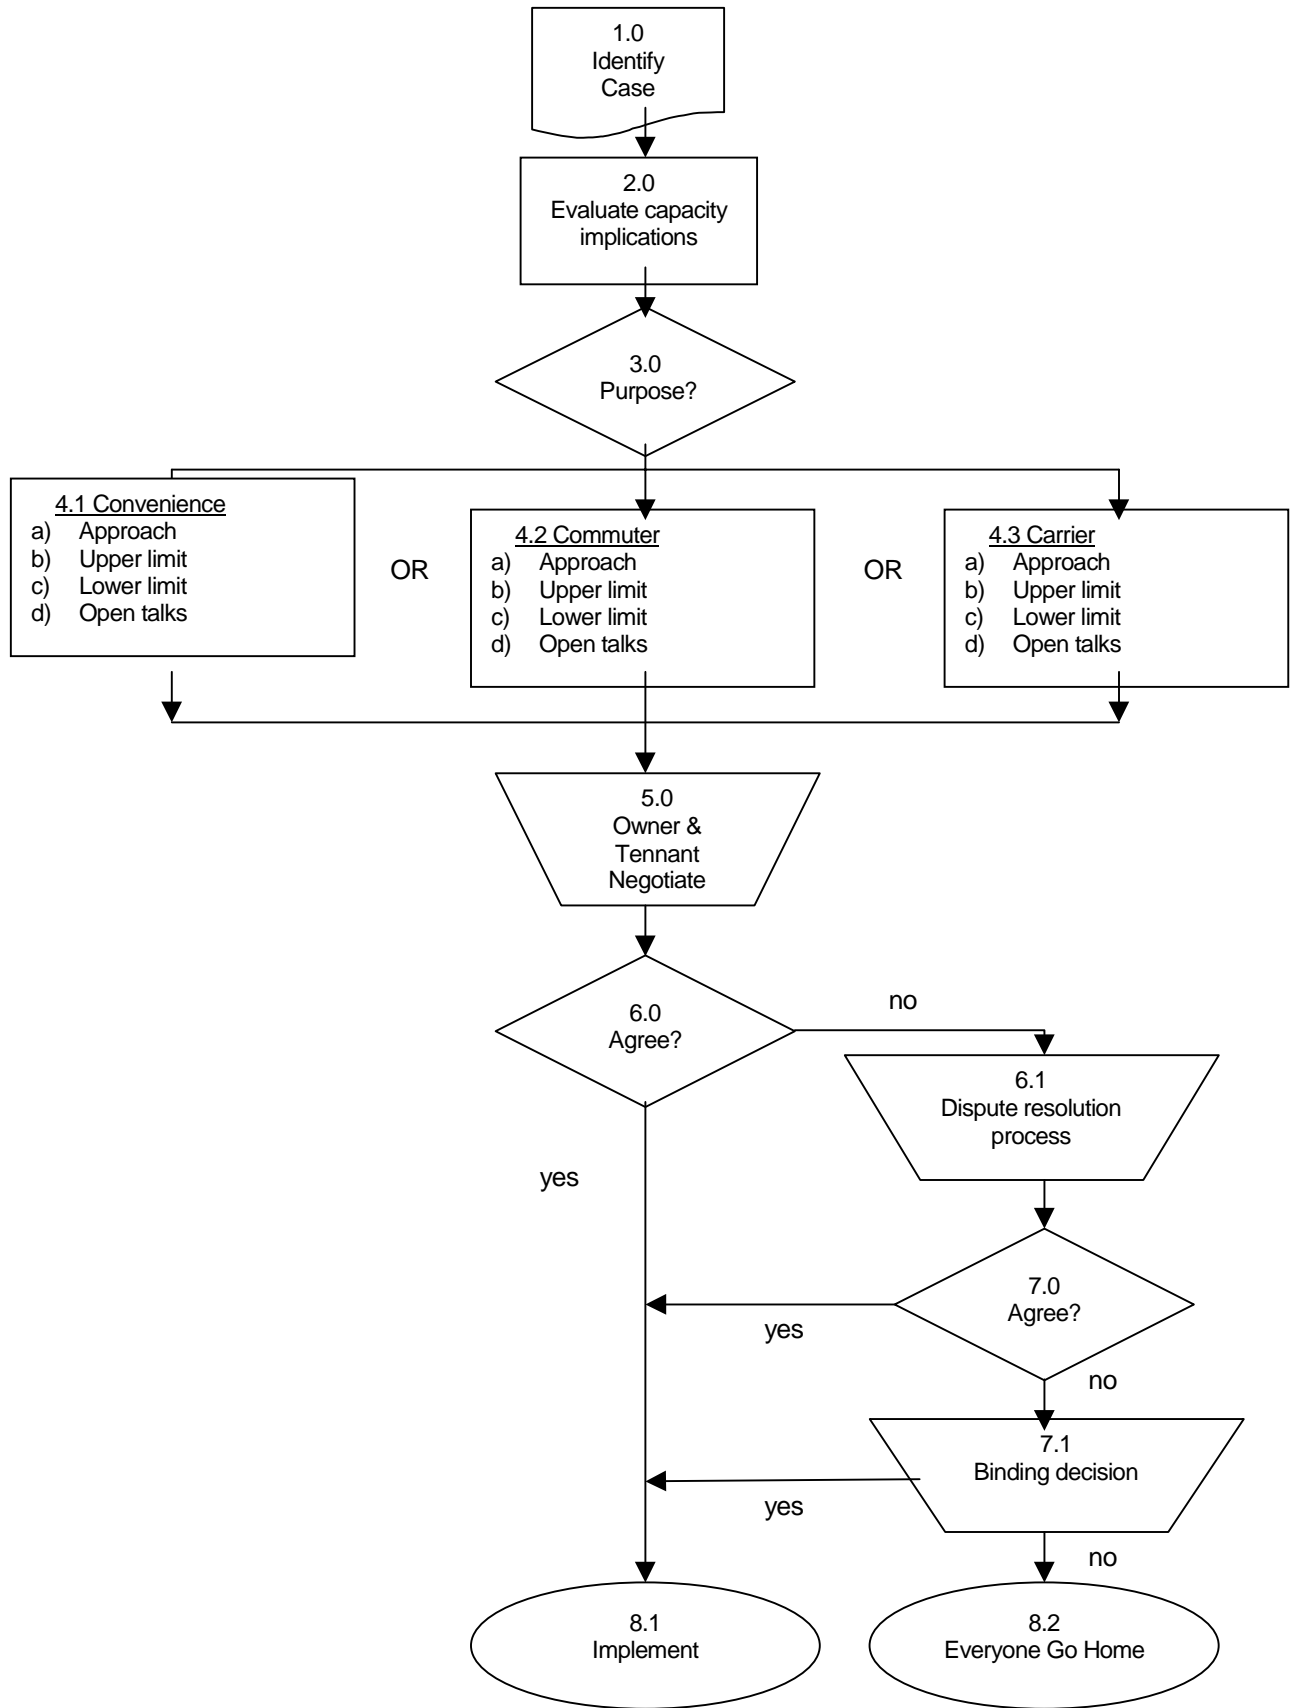 1.0
Identify
Case
2.0
Evaluate capacity
implications
3.0
Purpose?
4.1 Convenience
a) Approach
b) Upper limit
c) Lower limit
d) Open talks
OR
4.2 Commuter
a) Approach
b) Upper limit
c) Lower limit
d) Open talks
OR
4.3 Carrier
a) Approach
b) Upper limit
c) Lower limit
d) Open talks
5.0
Owner &
Tennant
Negotiate
6.0
Agree?
no
6.1
Dispute resolution
process
yes
7.0
Agree?
yes
no
7.1
Binding decision
yes
no
8.1
Implement
8.2
Everyone Go Home